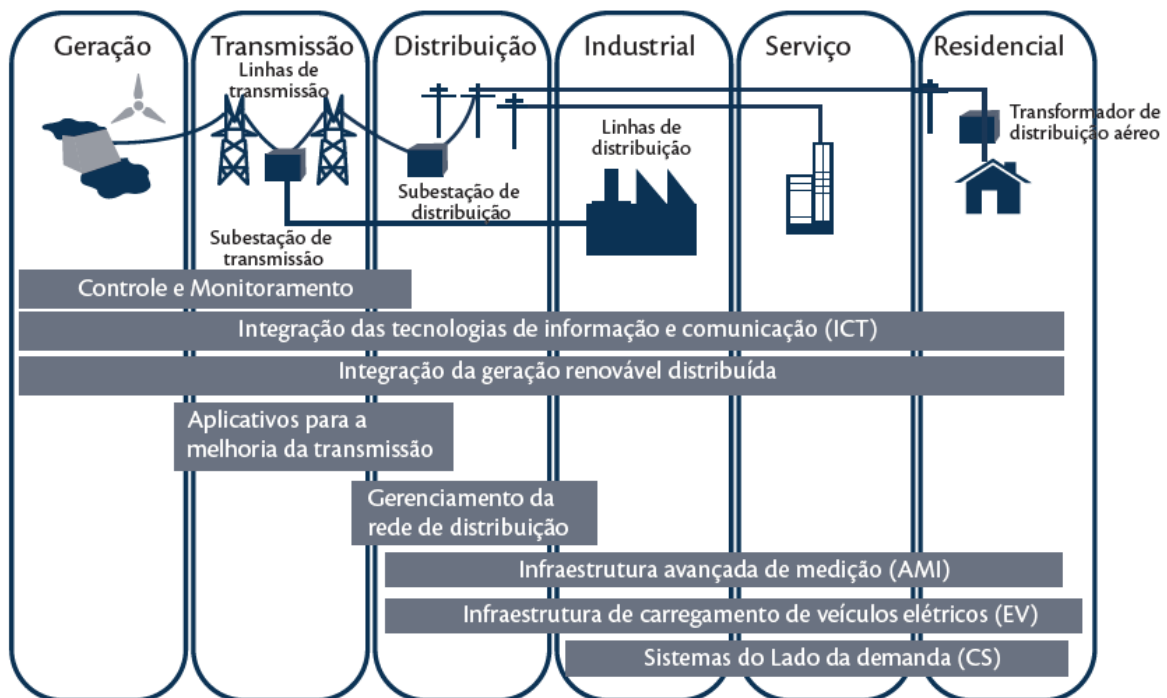 Geração
Transmissão
Distribuição
Industrial
Serviço
Residencial
Linhas de
transmissão
Transformador de
distribuição aéreo
Linhas de
distribuição
Subestação de
distribuição
Subestação de
transmissão
Controle e Monitoramento
Integração das tecnologias de informação e comunicação (ICT)
Integração da geração renovável distribuída
Aplicativos para a
melhoria da transmissão
Gerenciamento da
rede de distribuição
Infraestrutura avançada de medição (AMI)
Infraestrutura de carregamento de veículos elétricos (EV)
Sistemas do Lado da demanda (CS)